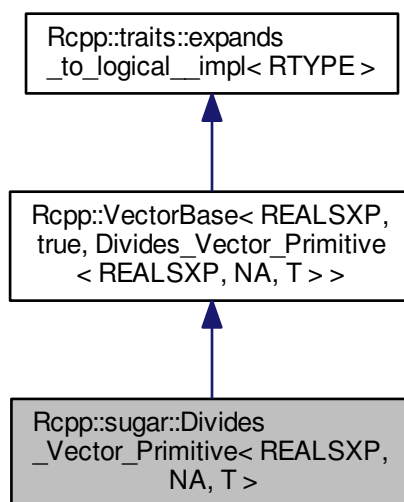 Rcpp::traits::expands
_to_logical__impl< RTYPE >
Rcpp::VectorBase< REALSXP,
true, Divides_Vector_Primitive
< REALSXP, NA, T > >
Rcpp::sugar::Divides
_Vector_Primitive< REALSXP,
NA, T >